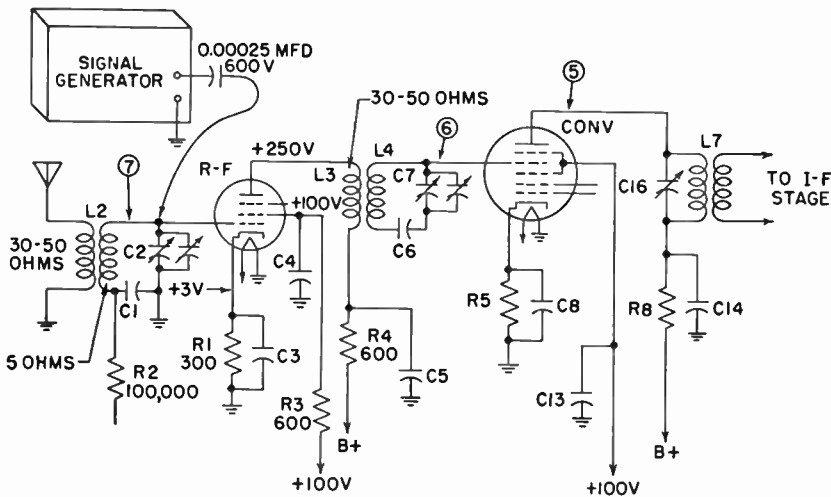 SIGNAL
GENERATOR
0.00025 MFD
600 V
30-50 OHMS
5
CONV
6
7
+250V
R-F
L3
L4
C7
+100V
C6
C16
L7
TO I-F
STAGE
L2
30-50
OHMS
C2
C1
+3V
C4
5 OHMS
R2
100,000
R1
300
C3
R3
600
+100V
R4
600
C5
B+
R5
C8
C13
+100V
R8
C14
B+